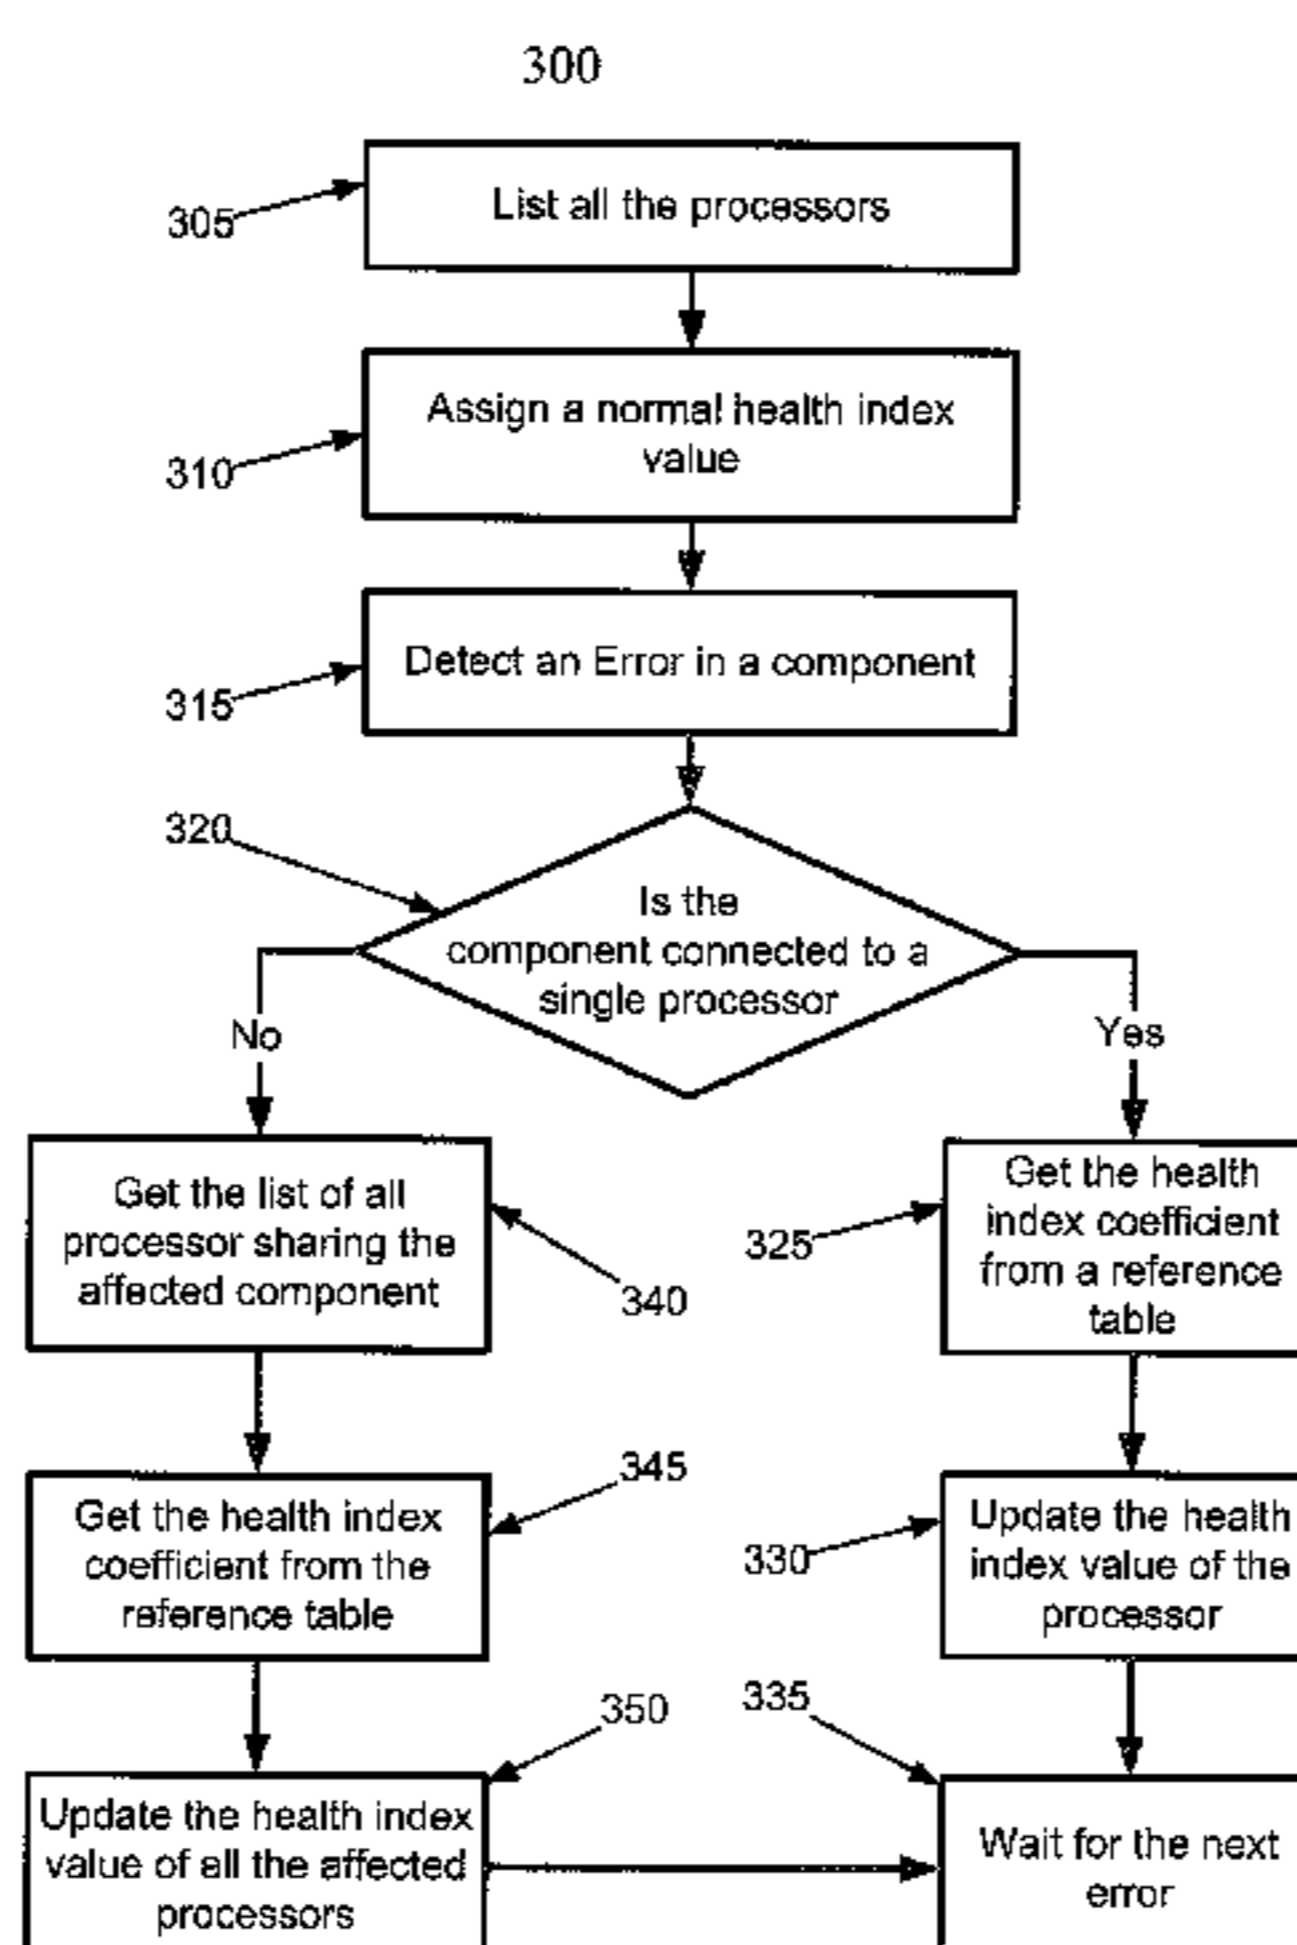 300
305
List all the processors
310
Assign a normal health index
value
315
Detect an Error in a component
320
Is the
component connected to a
single processor
No
Yes
Get the list of all
processor sharing the
affected component
340
325
Get the health
index coefficient
from a reference
table
345
Get the health index
coefficient from the
reference table
330
Update the health
index value of the
processor
350
335
Update the health index
value of all the affected
processors
Wait for the next
error